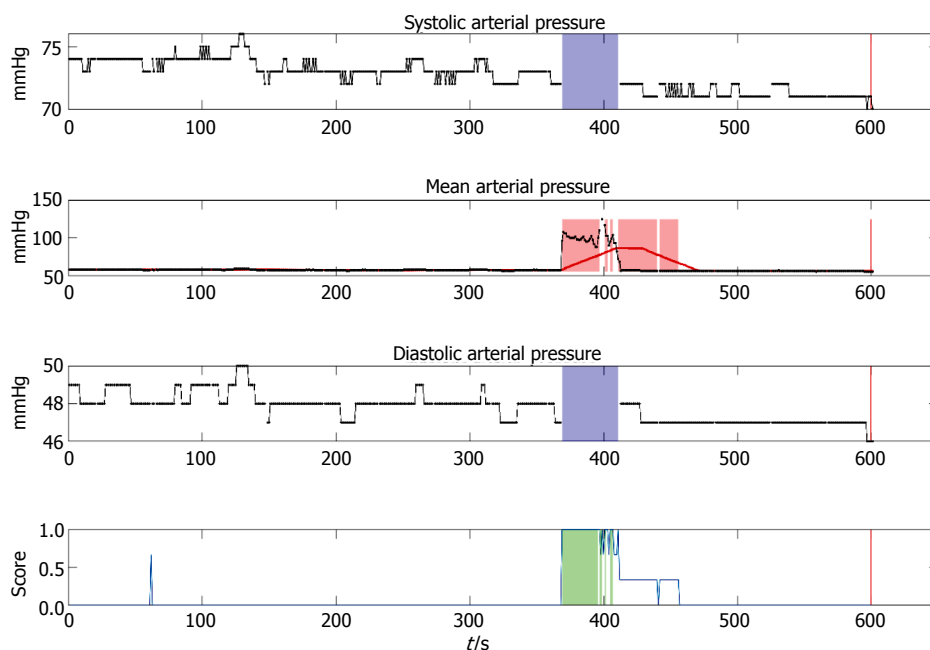 Systolic arterial pressure
mmHg
75
70
0 100 200 300 400 500 600
Mean arterial pressure
mmHg
150
100
50
0 100 200 300 400 500 600
Diastolic arterial pressure
mmHg
50
48
46
0 100 200 300 400 500 600
Score
1.0
0.5
0.0
0 100 200 300 400 500 600
t/s